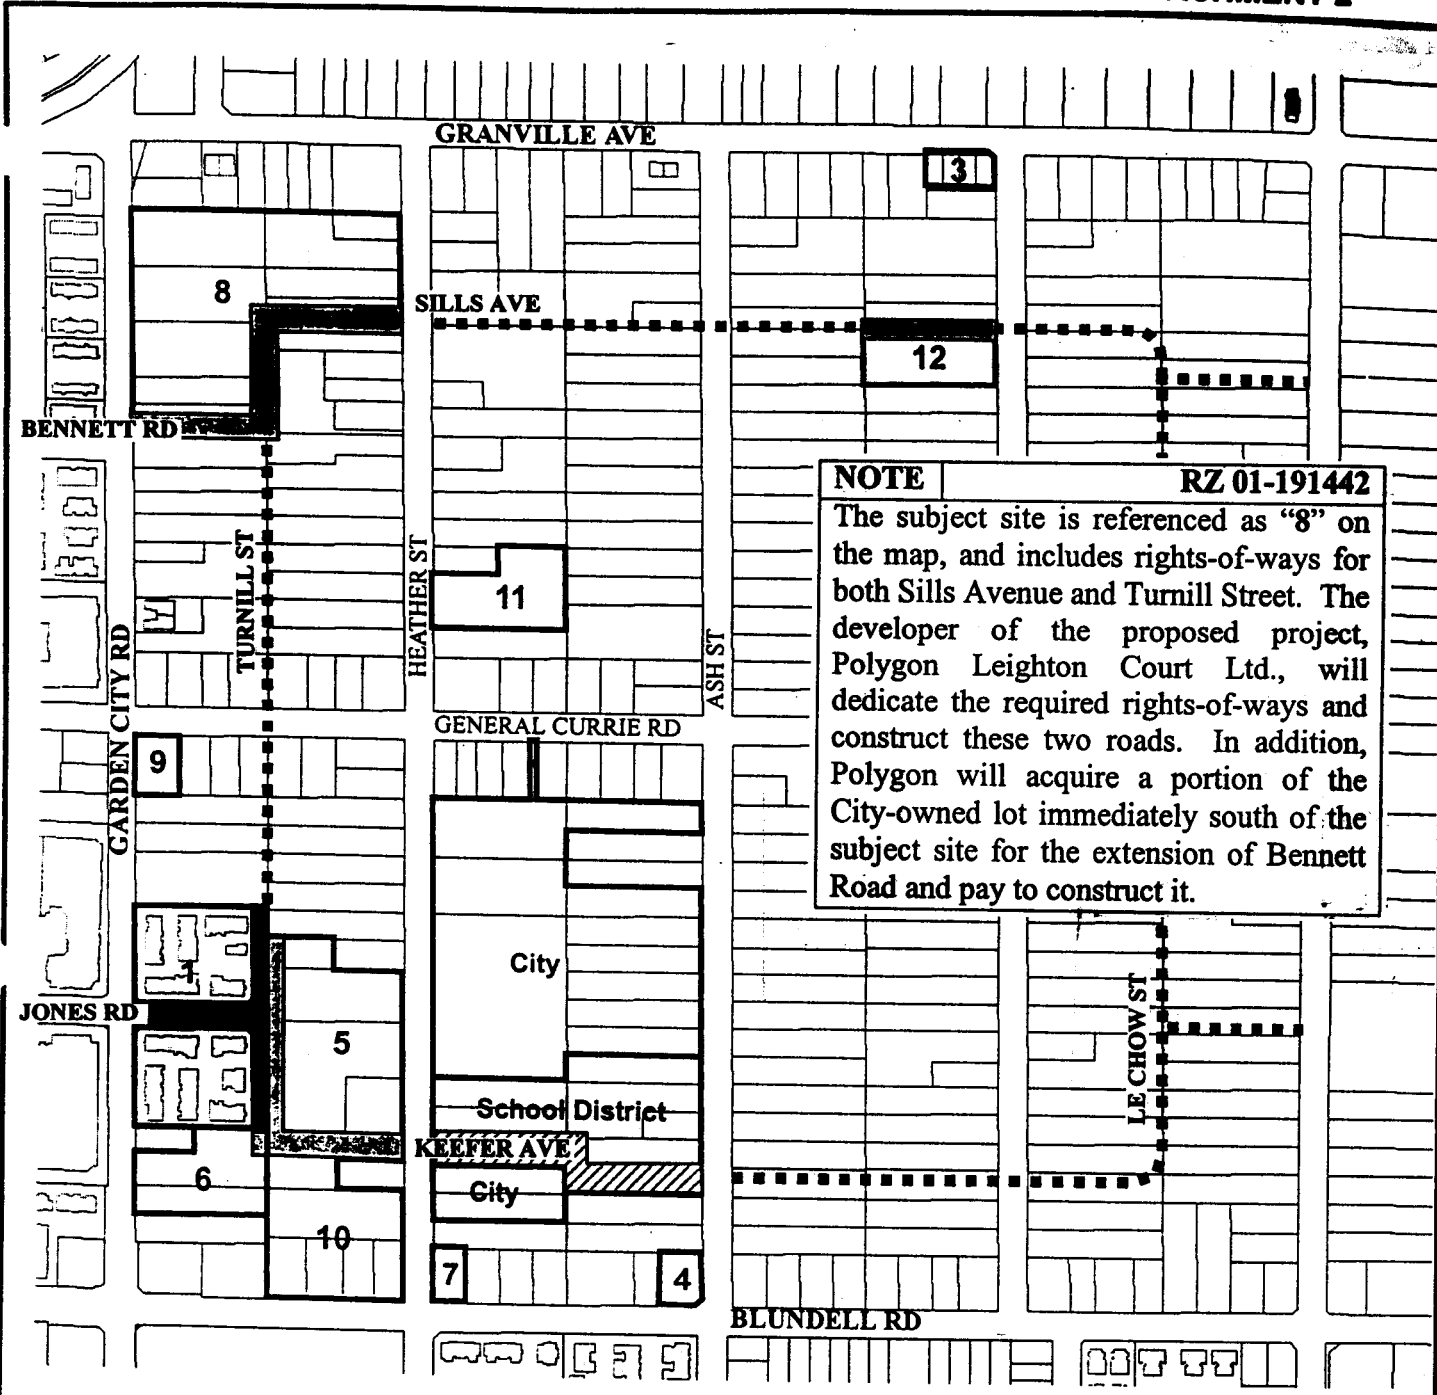 GRANVILLE AVE
3
8
SILLS AVE
12
BENNETT RD
NOTE RZ 01-191442
The subject site is referenced as “8” on
the map, and includes rights-of-ways for
both Sills Avenue and Turnill Street. The
developer of the proposed project,
Polygon Leighton Court Ltd., will
dedicate the required rights-of-ways and
construct these two roads. In addition,
Polygon will acquire a portion of the
City-owned lot immediately south of the
subject site for the extension of Bennett
Road and pay to construct it.
TURNILL ST
HEATHER ST
11
ASH ST
GARDEN CITY RD
GENERAL CURRIE RD
9
City
1
JONES RD
5
LE CHOW ST
School District
KEEFER AVE
6
City
10
7
4
BLUNDELL RD